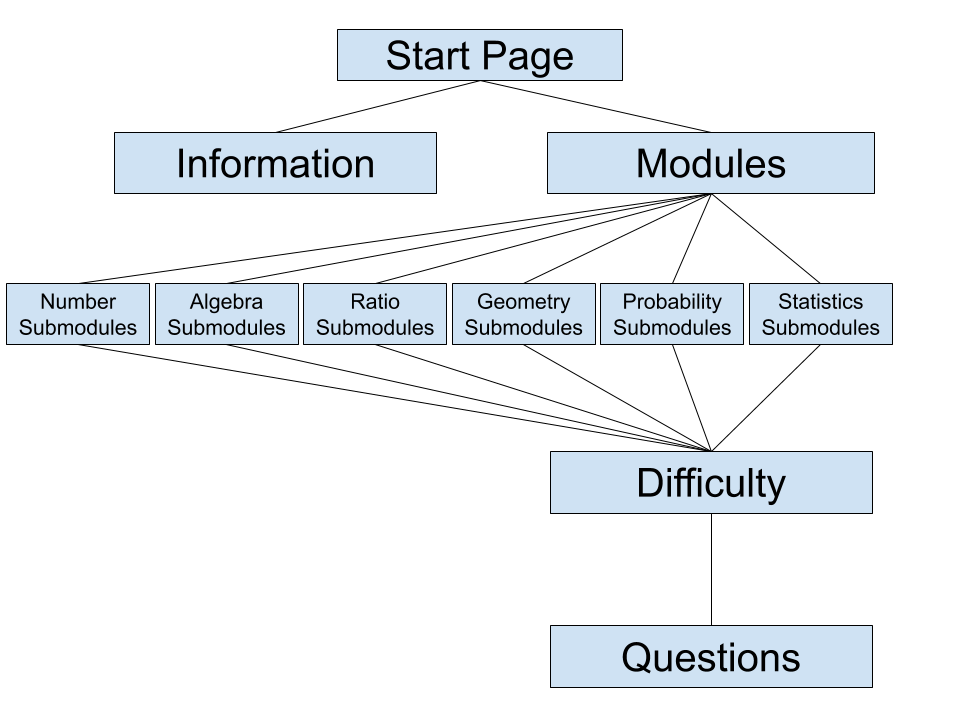 Start Page
Information
Modules
Number
Submodules
Algebra
Submodules
Ratio
Submodules
Geometry
Submodules
Probability
Submodules
Statistics
Submodules
Difficulty
Questions